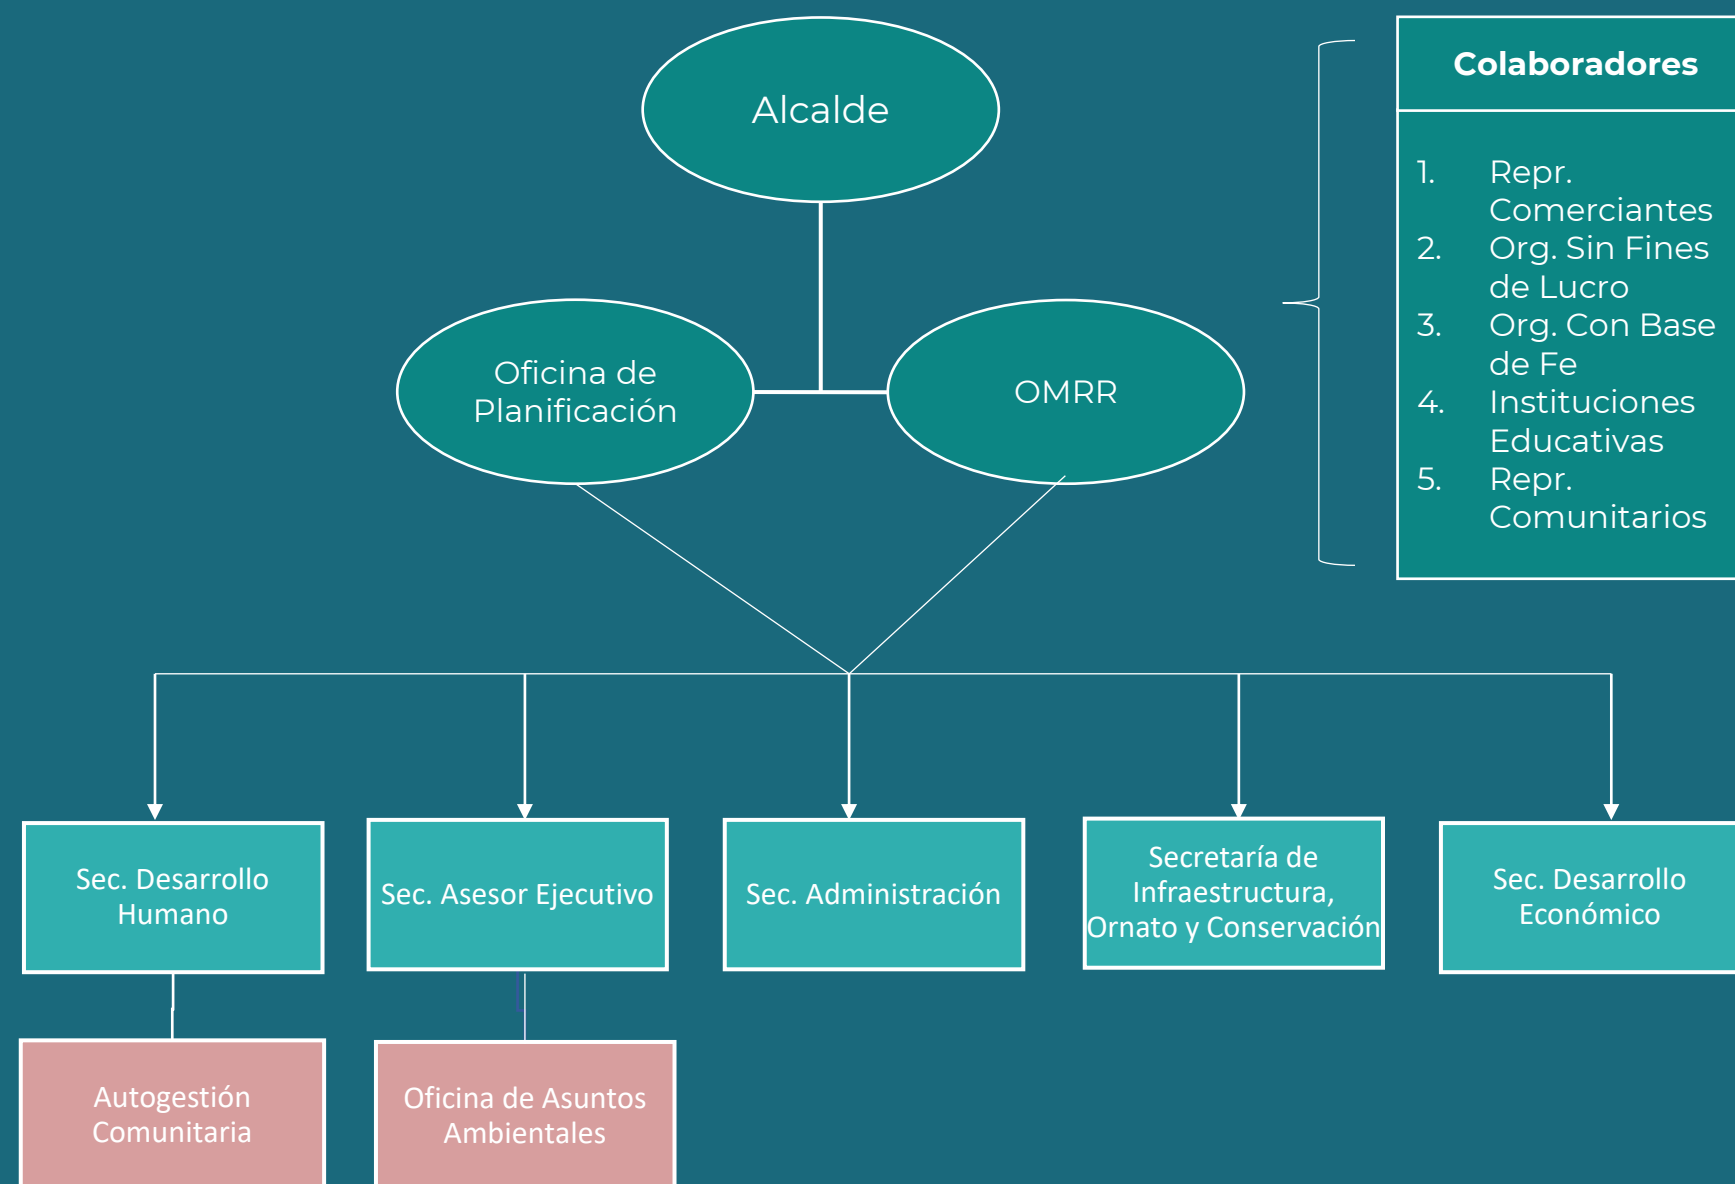 Alcalde
Oficina de
Planificación
OMRR
Colaboradores
1. Repr.
Comerciantes
2. Org. Sin Fines
de Lucro
3. Org. Con Base
de Fe
4. Instituciones
Educativas
5. Repr.
Comunitarios
Sec. Desarrollo
Humano
Sec. Asesor Ejecutivo
Sec. Administración
Secretaría de
Infraestructura,
Ornato y Conservación
Sec. Desarrollo
Económico
Autogestión
Comunitaria
Oficina de Asuntos
Ambientales